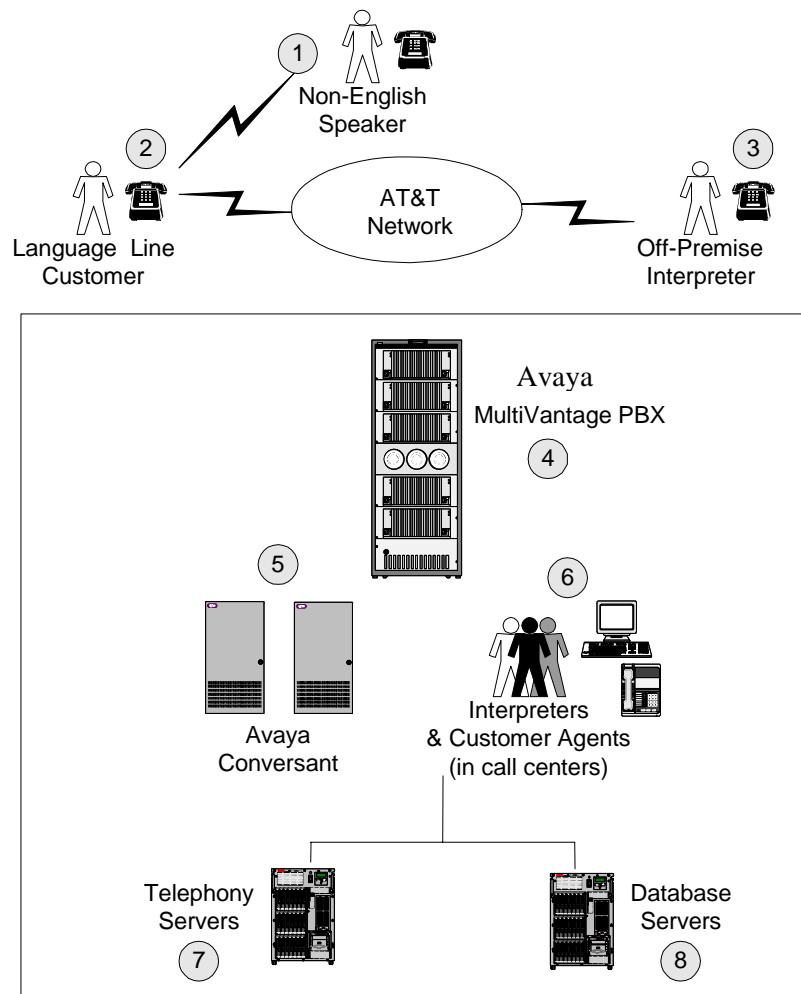 1
Non-English
Speaker
2
Language Line
Customer
AT&T
Network
3
Off-Premise
Interpreter
Avaya
MultiVantage PBX
4
5
Avaya
Conversant
6
Interpreters
& Customer Agents
(in call centers)
Telephony
Servers
7
Database
Servers
8